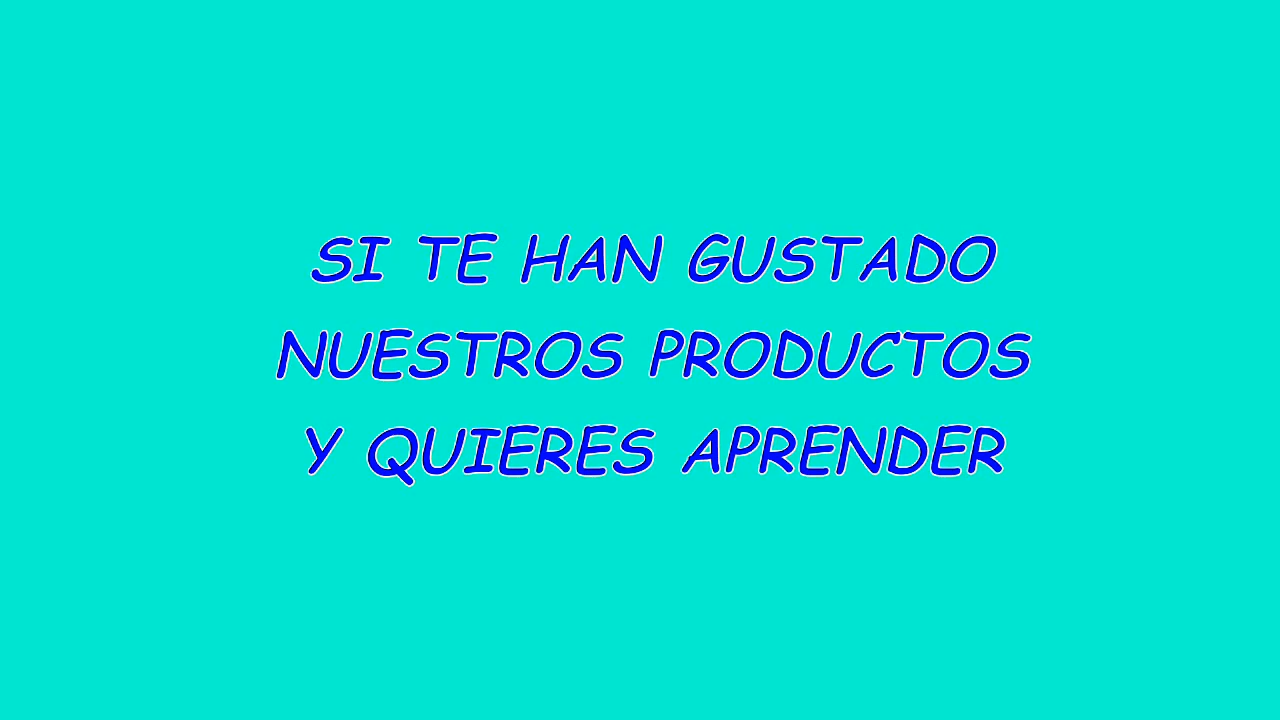 SI TE HAN GUSTADO
NUESTROS PRODUCTOS
Y QUIERES APRENDER